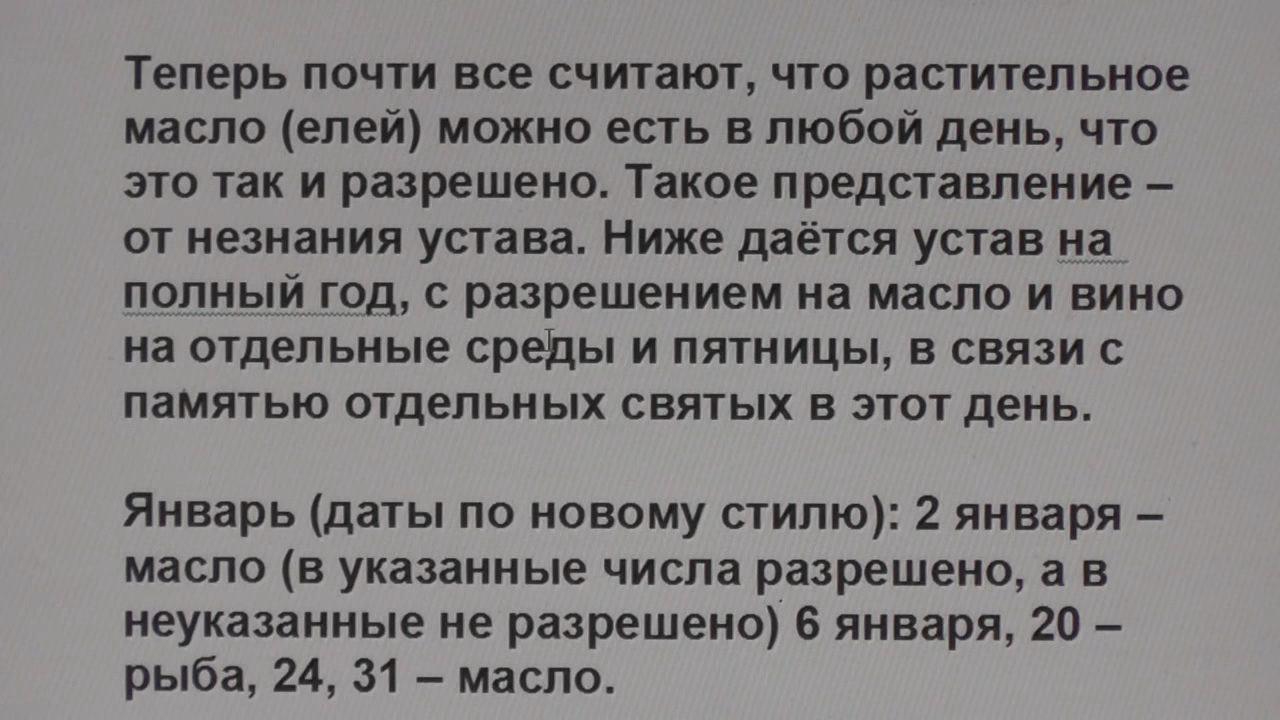 Теперь почти все считают, что растительное
масло (елей) можно есть в любой день, что
это так и разрешено. Такое представление –
от незнания устава. Ниже даётся устав на
полный год, с разрешением на масло и вино
на отдельные среды и пятницы, в связи с
памятью отдельных святых в этот день.
Январь (даты по новому стилю): 2 января –
масло (в указанные числа разрешено, а в
неуказанные не разрешено) 6 января, 20 –
рыба, 24, 31 – масло.